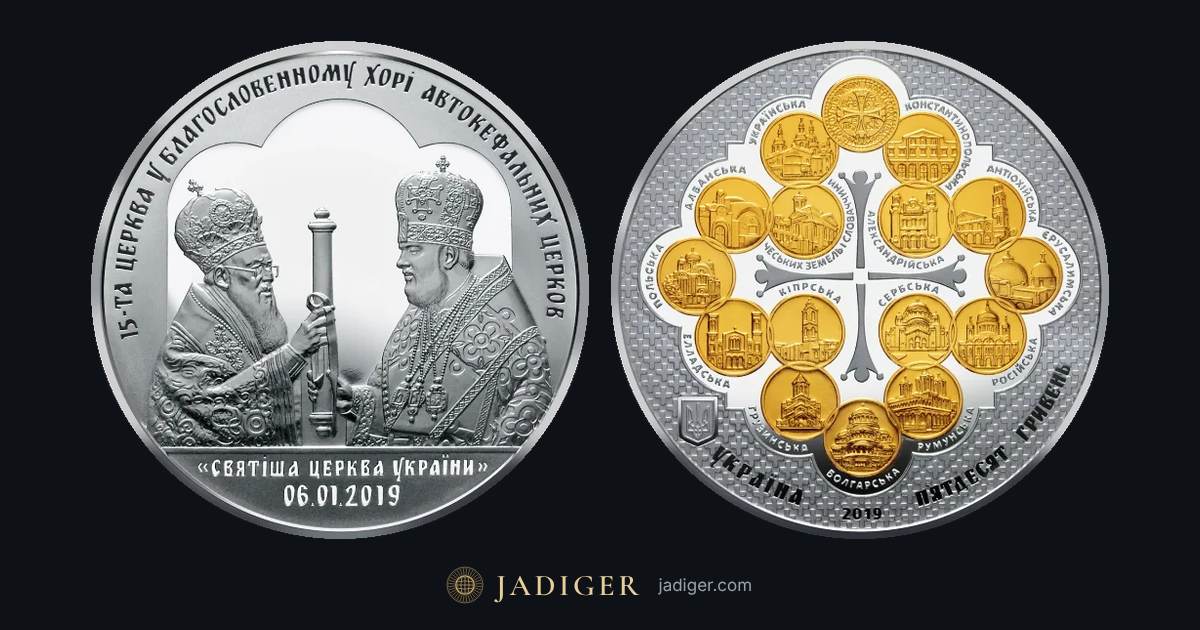 15-ТА ЦЕРКВА У БЛАГОСЛОВЕННОМУ ХОРІ АВТОКЕФАЛЬНИХ ЦЕРКОВ
«СВЯТІША ЦЕРКВА УКРАЇНИ»
06.01.2019
УКРАЇНСЬКА
КОНСТАНТИНОПОЛЬСЬКА
АЛБАНСЬКА
ЧЕСЬКИХ ЗЕМЕЛЬ І СЛОВАЧЧИНИ
АЛЕКСАНДРІЙСЬКА
АНТІОХІЙСЬКА
ПОЛЬСЬКА
ЄРУСАЛИМСЬКА
КІПРСЬКА
СЕРБСЬКА
ЕЛЛАДСЬКА
РОСІЙСЬКА
ГРУЗИНСЬКА
РУМУНСЬКА
БОЛГАРСЬКА
УКРАЇНА
2019
ПЯТДЕСЯТ ГРИВЕНЬ
JADIGER
jadiger.com